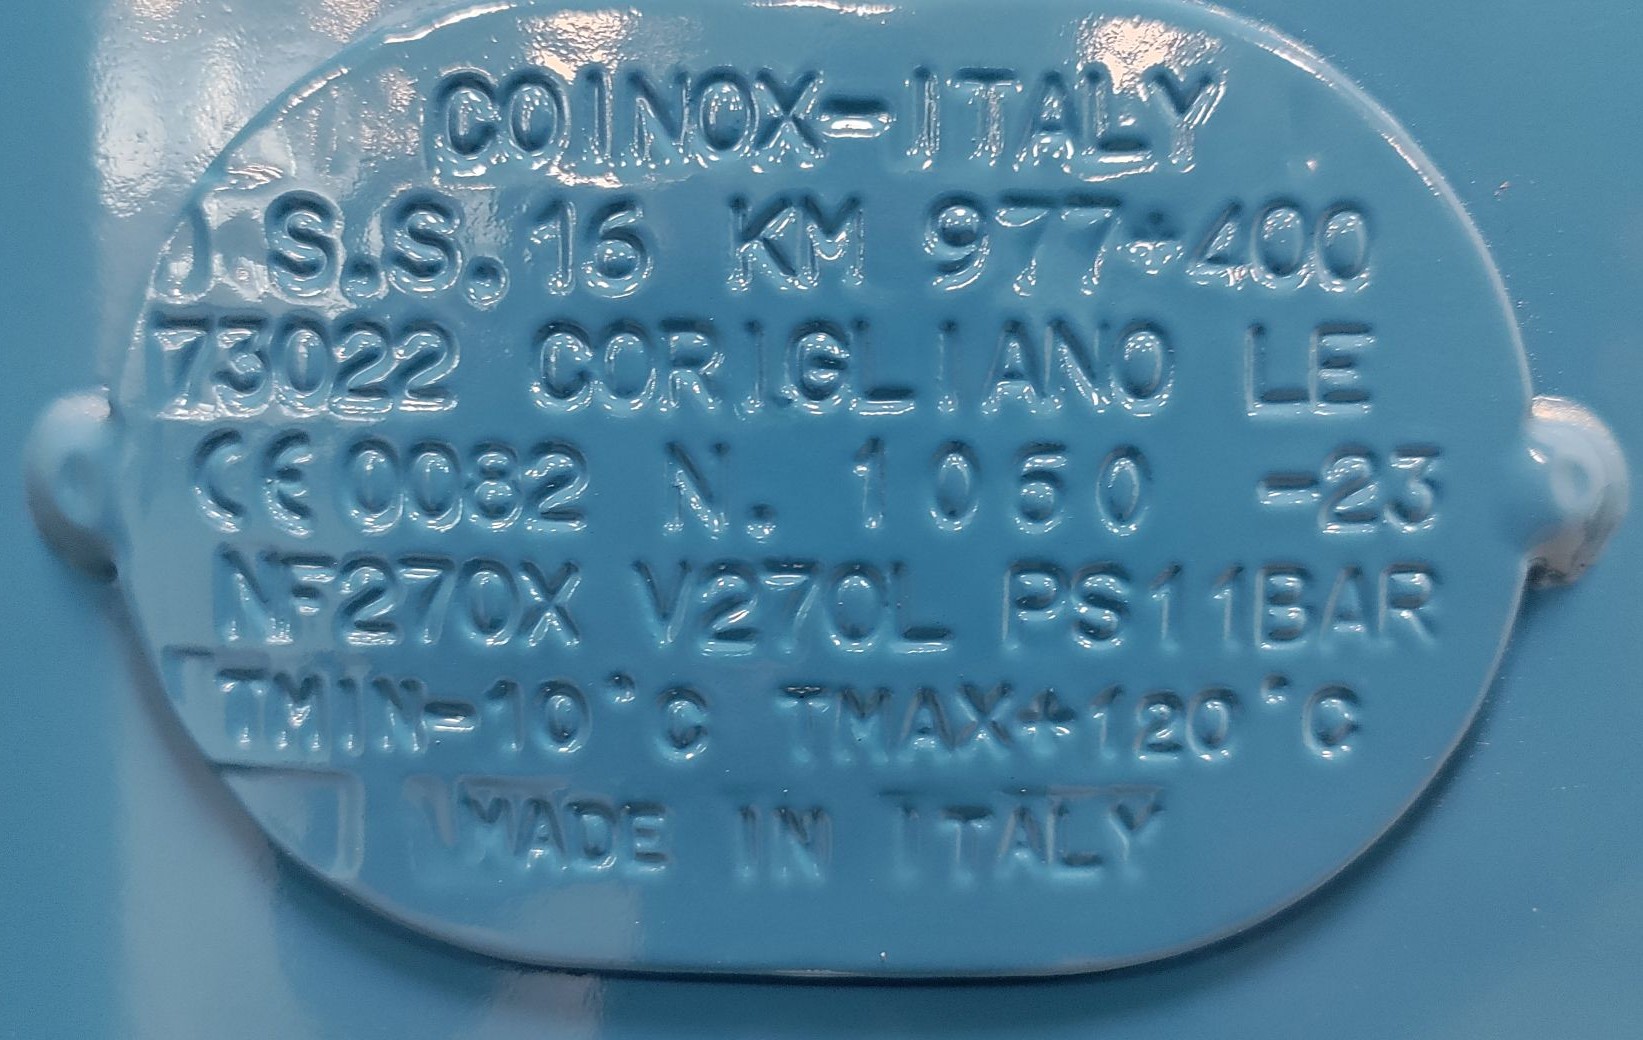 COINOX-ITALY
S.S.16 KM 977+400
73022 CORIGLIANO LE
CE 0082 N. 1050 -23
NF270X V270L PS11BAR
TMIN-10°C TMAX+120°C
MADE IN ITALY